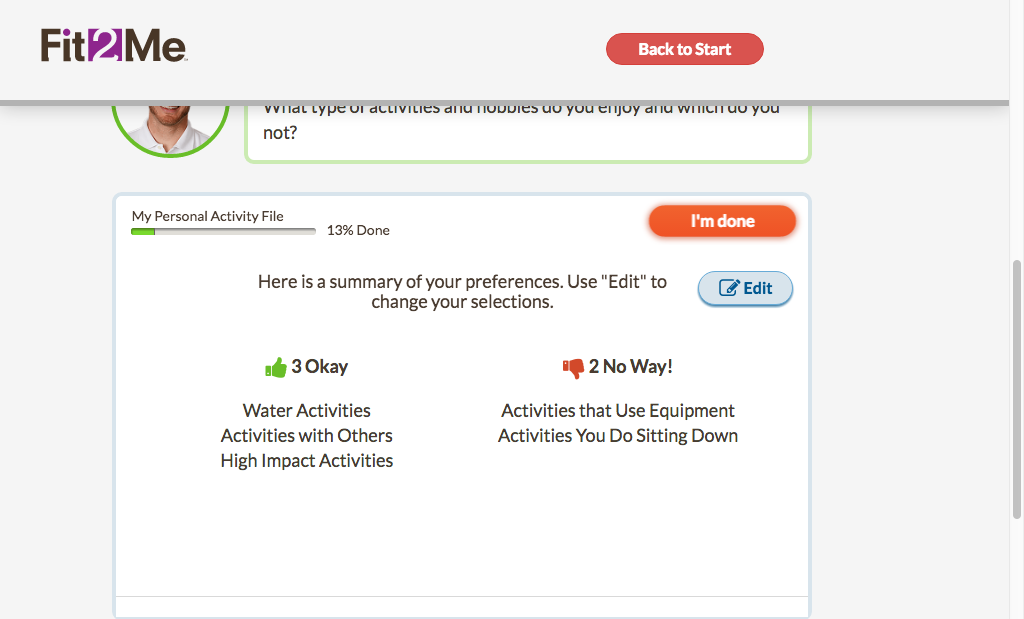 Fit2Me
Back to Start
What type of activities and hobbies do you enjoy and which do you
not?
My Personal Activity File
13% Done
I'm done
Here is a summary of your preferences. Use "Edit" to
change your selections.
Edit
3 Okay
Water Activities
Activities with Others
High Impact Activities
2 No Way!
Activities that Use Equipment
Activities You Do Sitting Down